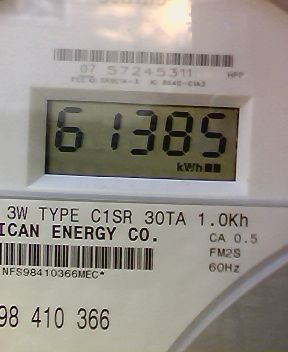 07 57245311 HPP
61385
kWh
3W TYPE C1SR 30TA 1.0Kh
ICAN ENERGY CO.
CA 0.5
FM2S
60Hz
NFS98410366MEC*
98 410 366